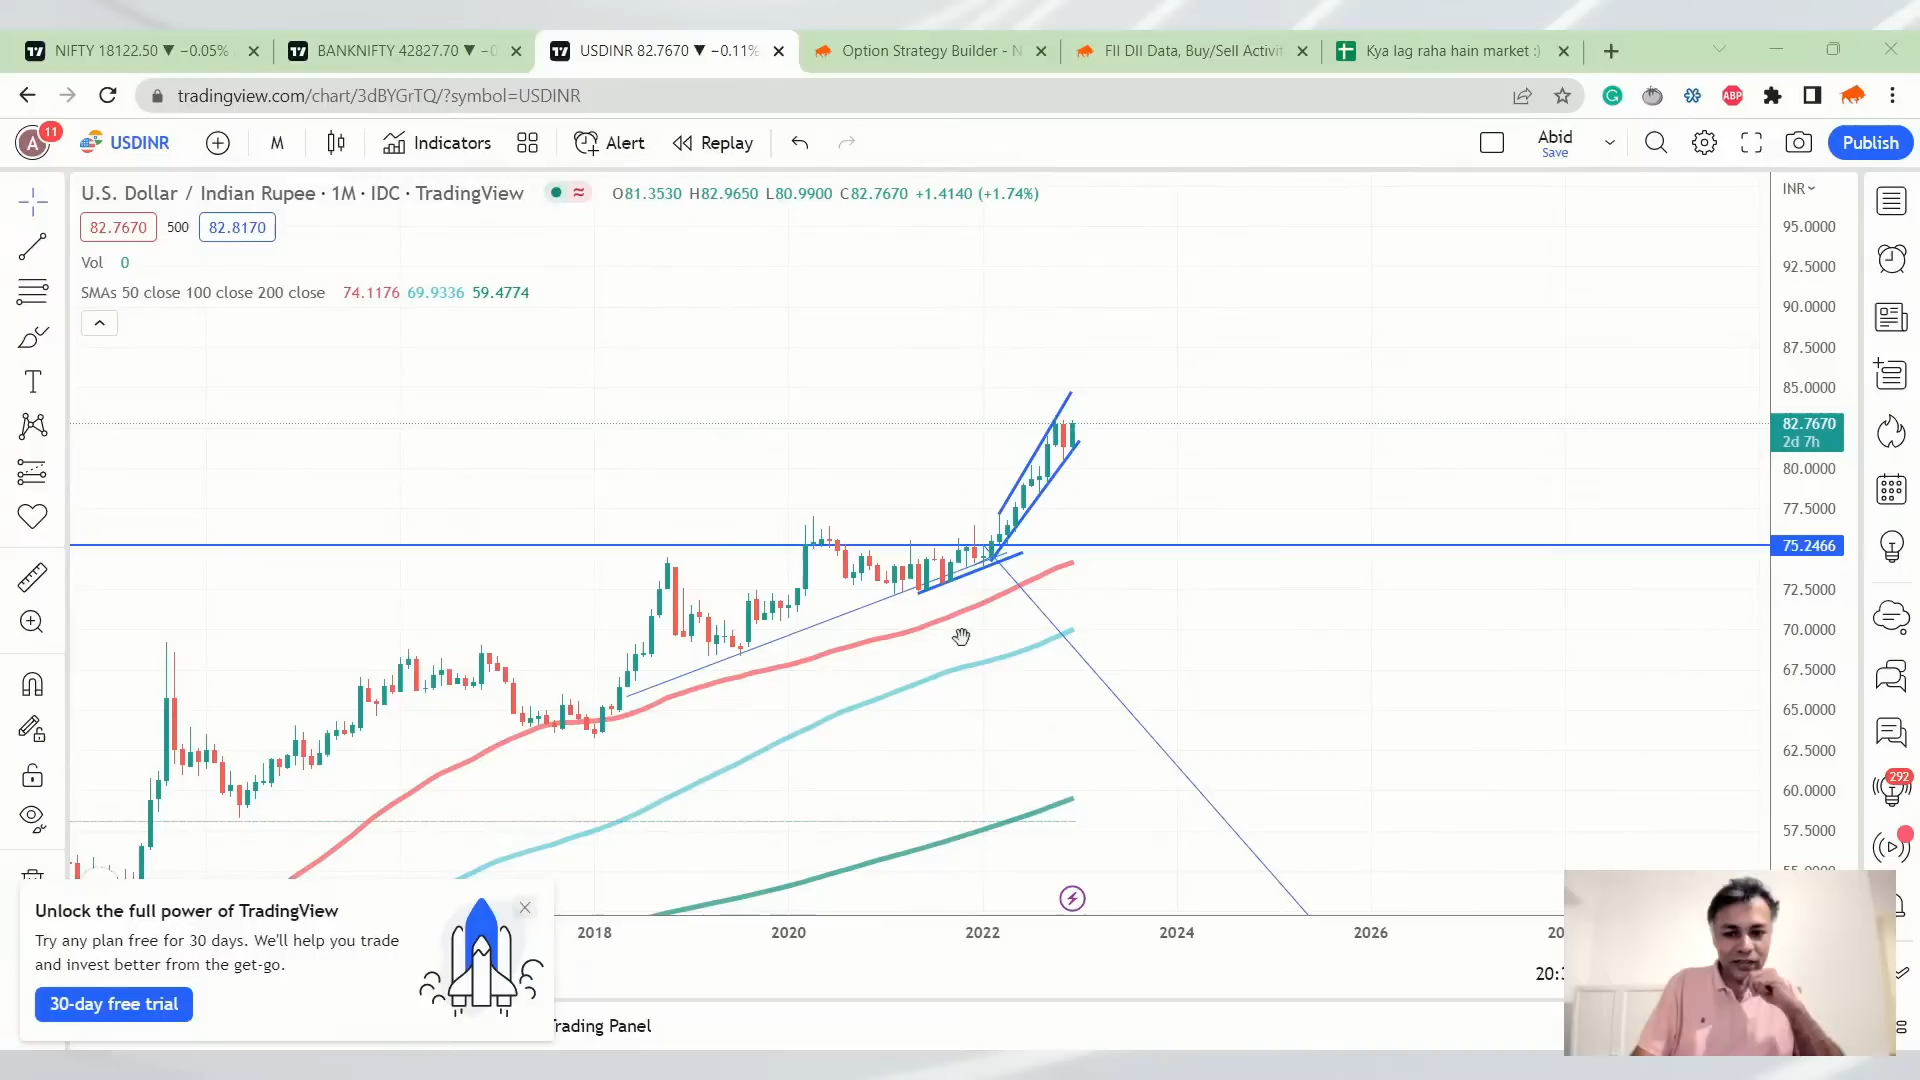 NIFTY 18122.50 ▼ −0.05%
BANKNIFTY 42827.70 ▼ −0
USDINR 82.7670 ▼ −0.11%
Option Strategy Builder - N
FII DII Data, Buy/Sell Activit
Kya lag raha hain market :)
tradingview.com/chart/3dBYGrTQ/?symbol=USDINR
ABP
A
11
USDINR
M
Indicators
Alert
Replay
Abid
Save
Publish
U.S. Dollar / Indian Rupee · 1M · IDC · TradingView
O81.3530 H82.9650 L80.9900 C82.7670 +1.4140 (+1.74%)
INR
82.7670
500
82.8170
Vol 0
SMAs 50 close 100 close 200 close 74.1176 69.9336 59.4774
95.0000
92.5000
90.0000
87.5000
85.0000
82.7670
2d 7h
80.0000
77.5000
75.2466
72.5000
70.0000
67.5000
65.0000
62.5000
60.0000
57.5000
292
2018
2020
2022
2024
2026
Unlock the full power of TradingView
Try any plan free for 30 days. We'll help you trade
and invest better from the get-go.
30-day free trial
Trading Panel